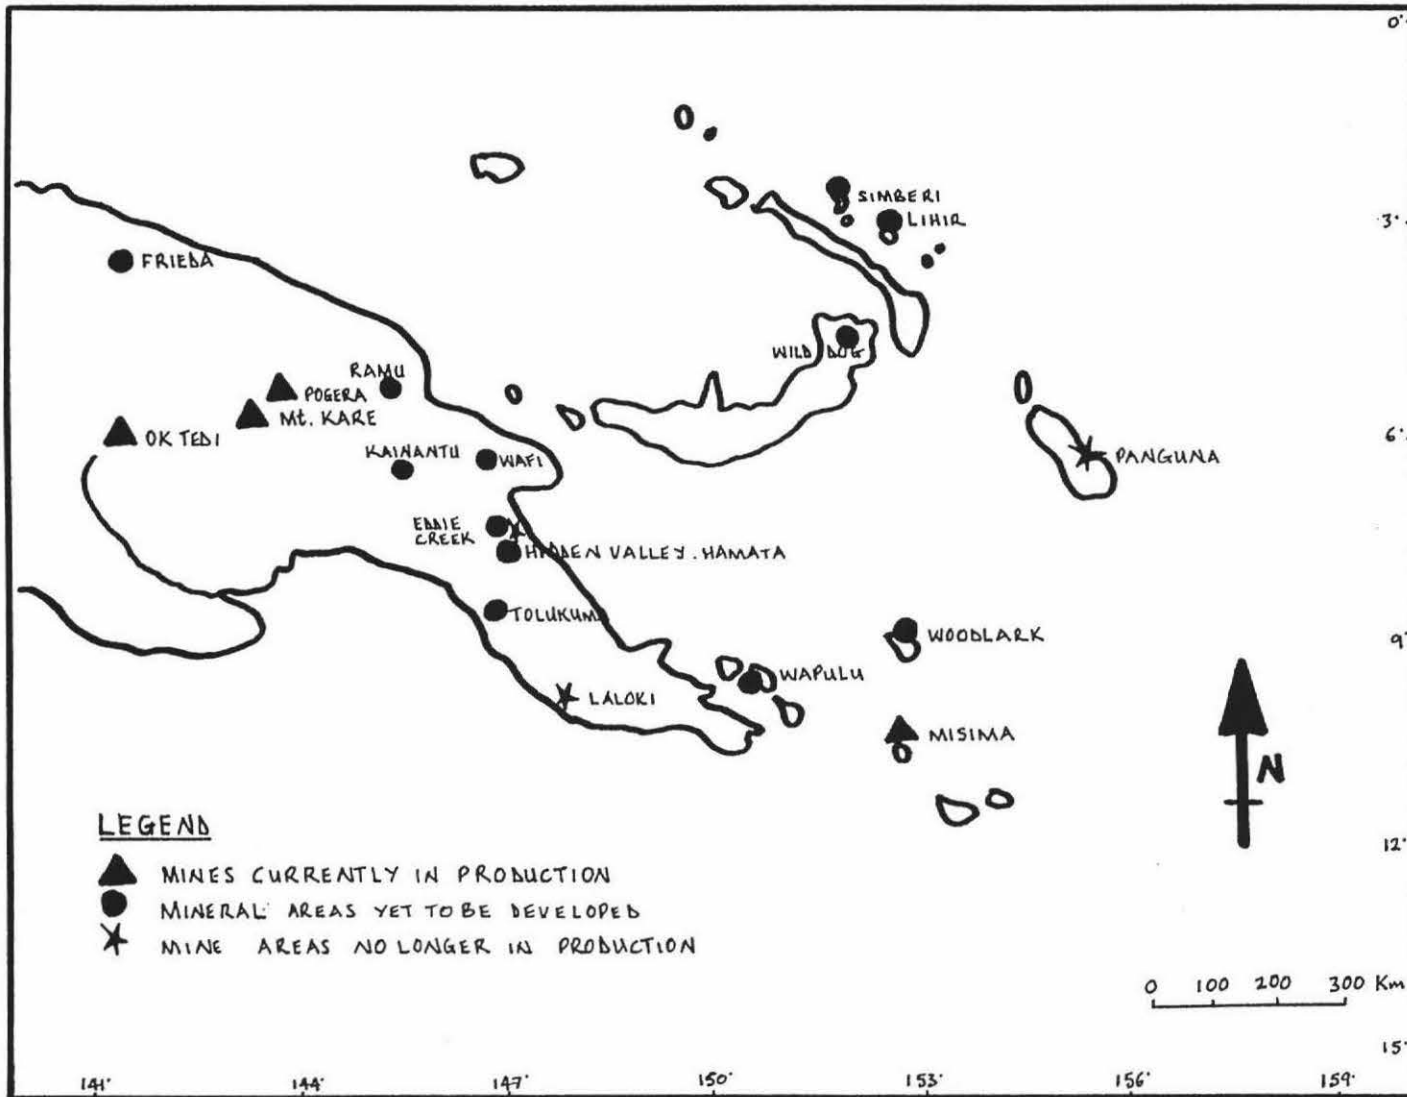 0°
SIMBERI
LIHIR
3°
FRIEDA
WILD DOG
RAMU
POGERA
Mt. KARE
OK TEDI
6°
KAINANTU
WAFI
PANGUNA
EDDIE
CREEK
HIDDEN VALLEY. HAMATA
TOLUKUMA
WOODLARK
9°
WAPULU
LALOKI
MISIMA
N
LEGEND
12°
MINES CURRENTLY IN PRODUCTION
MINERAL AREAS YET TO BE DEVELOPED
MINE AREAS NO LONGER IN PRODUCTION
0 100 200 300 Km
15°
141° 144° 147° 150° 153° 156° 159°